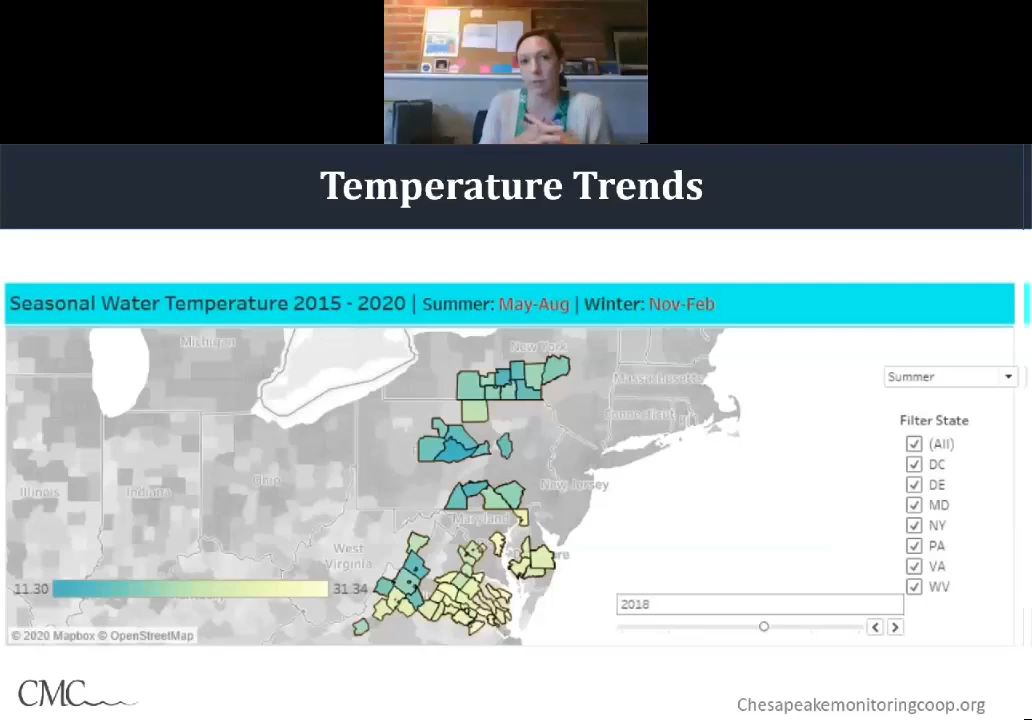 Temperature Trends
Seasonal Water Temperature 2015 - 2020 | Summer: May-Aug | Winter: Nov-Feb
Michigan
New York
Massachusetts
Connecticut
Summer
Filter State
(All)
DC
DE
MD
NY
PA
VA
WV
Illinois
Indiana
Ohio
New Jersey
Maryland
West
Virginia
11.30
31.34
2018
© 2020 Mapbox © OpenStreetMap
CMC
Chesapeakemonitoringcoop.org